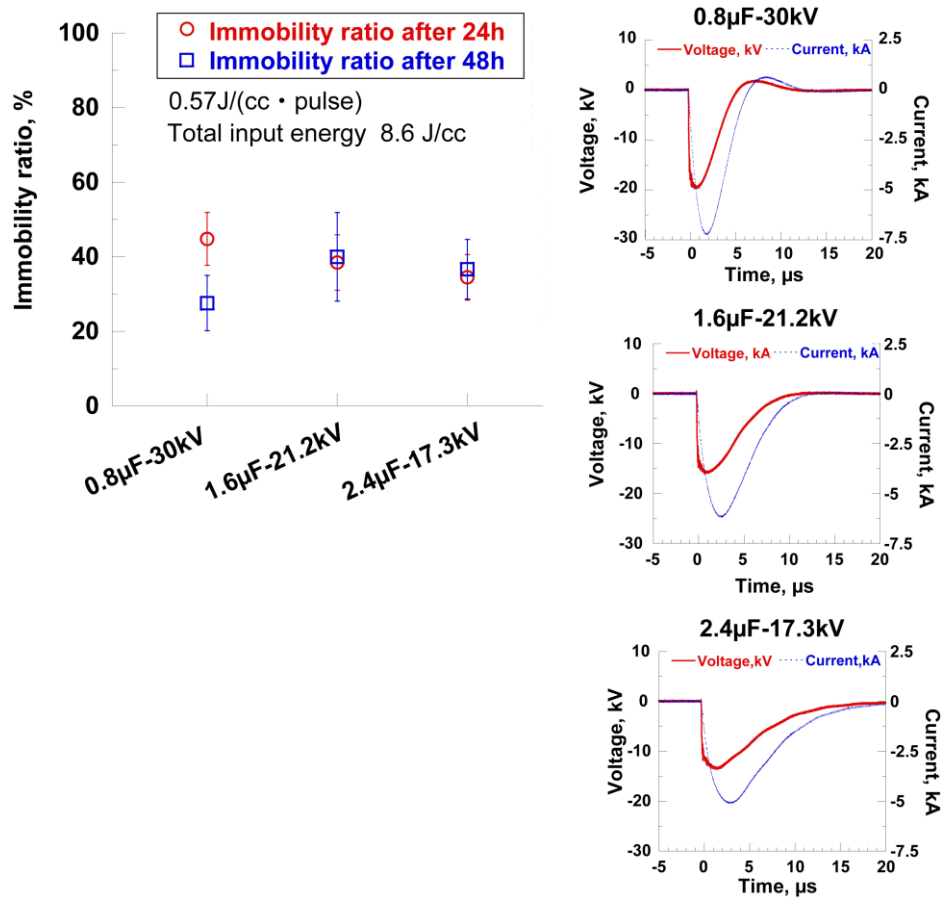 Immobility ratio after 24h
Immobility ratio after 48h
0.57J/(cc・pulse)
Total input energy 8.6 J/cc
Immobility ratio, %
100
80
60
40
20
0
0.8µF-30kV
1.6µF-21.2kV
2.4µF-17.3kV
0.8µF-30kV
Voltage, kV
Current, kA
Voltage, kV
10
0
-10
-20
-30
2.5
0
-2.5
-5
-7.5
Current, kA
-5
0
5
10
15
20
Time, µs
1.6µF-21.2kV
Voltage, kA
Current, kA
Voltage, kV
10
0
-10
-20
-30
2.5
0
-2.5
-5
-7.5
Current, kA
-5
0
5
10
15
20
Time, µs
2.4µF-17.3kV
Voltage,kV
Current,kA
Voltage, kV
10
0
-10
-20
-30
2.5
0
-2.5
-5
-7.5
Current, kA
-5
0
5
10
15
20
Time, µs